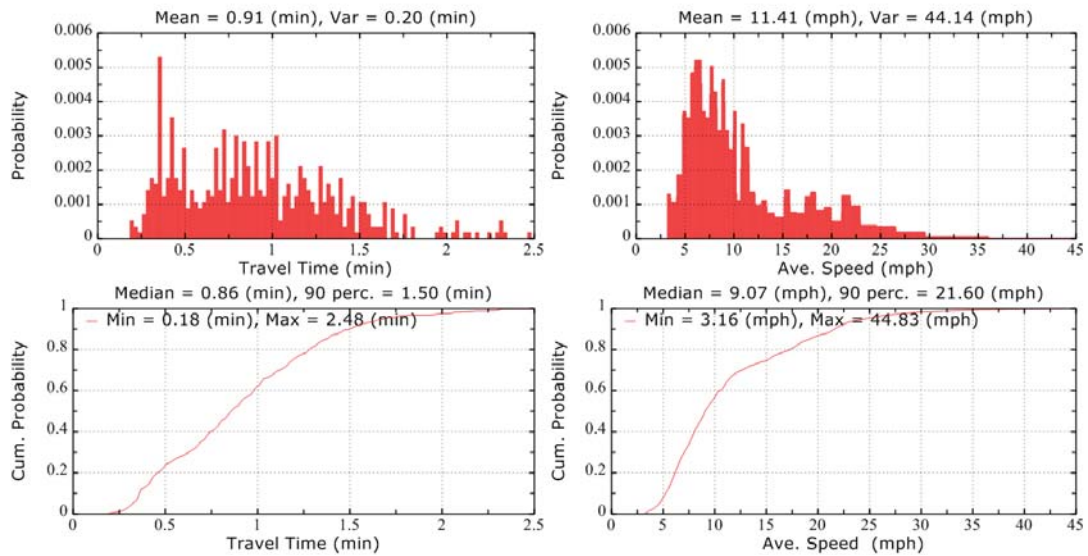 Mean = 0.91 (min), Var = 0.20 (min)
0.006
0.005
0.004
0.003
0.002
0.001
0
Probability
0 0.5 1 1.5 2 2.5
Travel Time (min)
Mean = 11.41 (mph), Var = 44.14 (mph)
0.006
0.005
0.004
0.003
0.002
0.001
0
Probability
0 5 10 15 20 25 30 35 40 45
Ave. Speed (mph)
Median = 0.86 (min), 90 perc. = 1.50 (min)
Min = 0.18 (min), Max = 2.48 (min)
1
0.8
0.6
0.4
0.2
0
Cum. Probability
0 0.5 1 1.5 2 2.5
Travel Time (min)
Median = 9.07 (mph), 90 perc. = 21.60 (mph)
Min = 3.16 (mph), Max = 44.83 (mph)
1
0.8
0.6
0.4
0.2
0
Cum. Probability
0 5 10 15 20 25 30 35 40 45
Ave. Speed (mph)